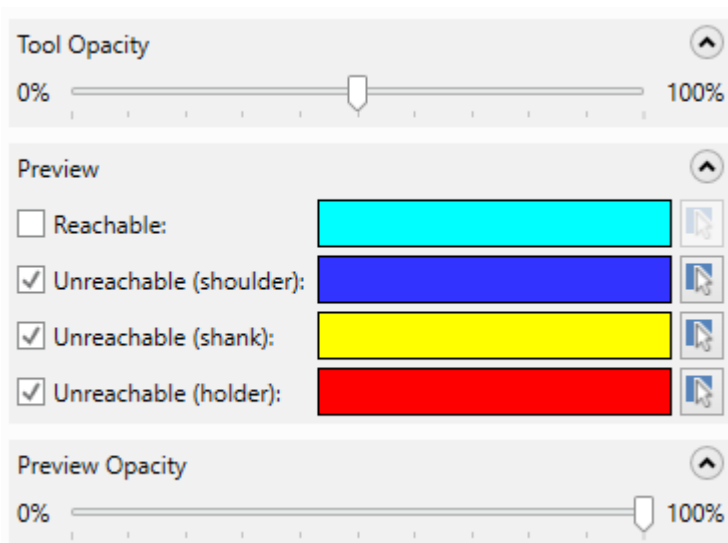 Tool Opacity
0% 100%
Preview
Reachable:
Unreachable (shoulder):
Unreachable (shank):
Unreachable (holder):
Preview Opacity
0% 100%